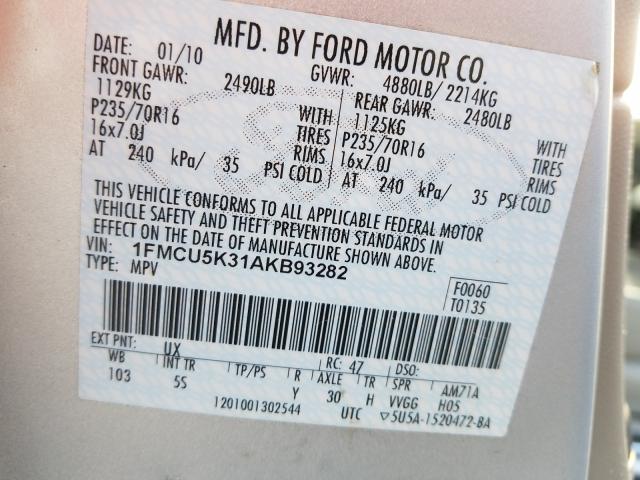 MFD. BY FORD MOTOR CO.
DATE: 01/10 GVWR: 4880LB/ 2214KG
FRONT GAWR: 2490LB REAR GAWR: 2480LB
1129KG WITH 1125KG WITH
P235/70R16 TIRES P235/70R16 TIRES
16x7.0J RIMS 16x7.0J RIMS
AT 240 kPa/ 35 PSI COLD AT 240 kPa/ 35 PSI COLD
THIS VEHICLE CONFORMS TO ALL APPLICABLE FEDERAL MOTOR
VEHICLE SAFETY AND THEFT PREVENTION STANDARDS IN
EFFECT ON THE DATE OF MANUFACTURE SHOWN ABOVE.
VIN: 1FMCU5K31AKB93282
TYPE: MPV F0060
T0135
EXT PNT: UX RC: 47 DSO:
WB INT TR TP/PS R AXLE TR SPR AM71A
103 5S Y 30 H VVGG H05
1201001302544 UTC ▽5U5A-1520472-BA